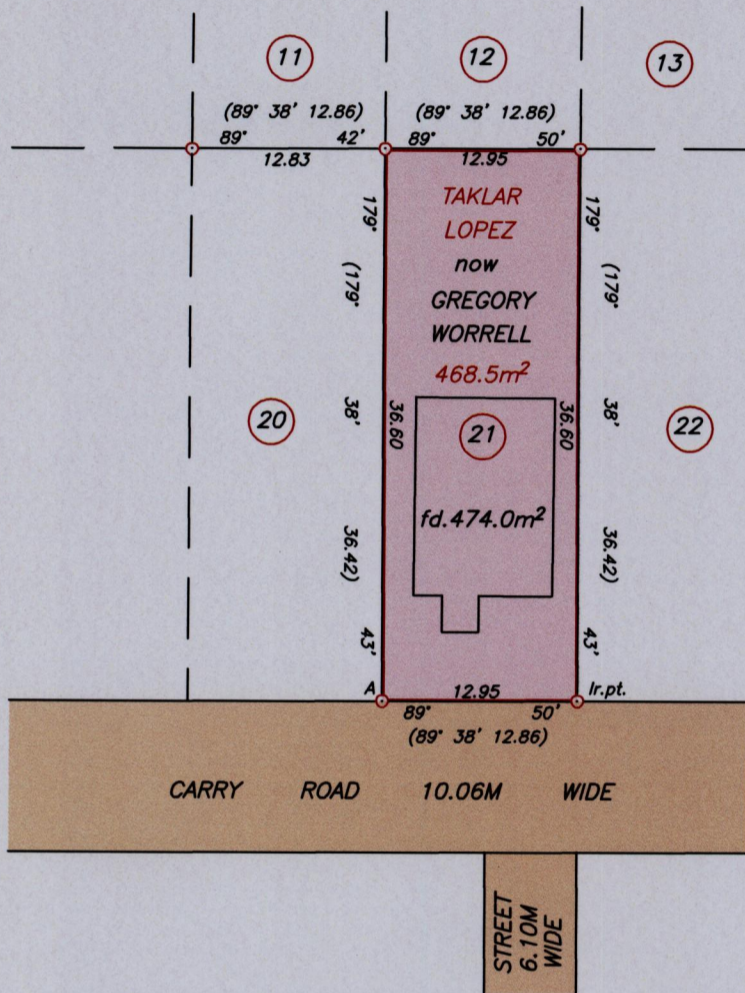 11
12
13
(89° 38' 12.86)
(89° 38' 12.86)
89° 42'
89° 50'
12.83
12.95
TAKLAR
LOPEZ
now
GREGORY
WORRELL
468.5m²
179° 43'
(179° 38' 36.42)
36.60
36.60
179° 43'
(179° 38' 36.42)
20
21
22
fd.474.0m²
A
12.95
Ir.pt.
89° 50'
(89° 38' 12.86)
CARRY ROAD 10.06M WIDE
STREET
6.10M
WIDE